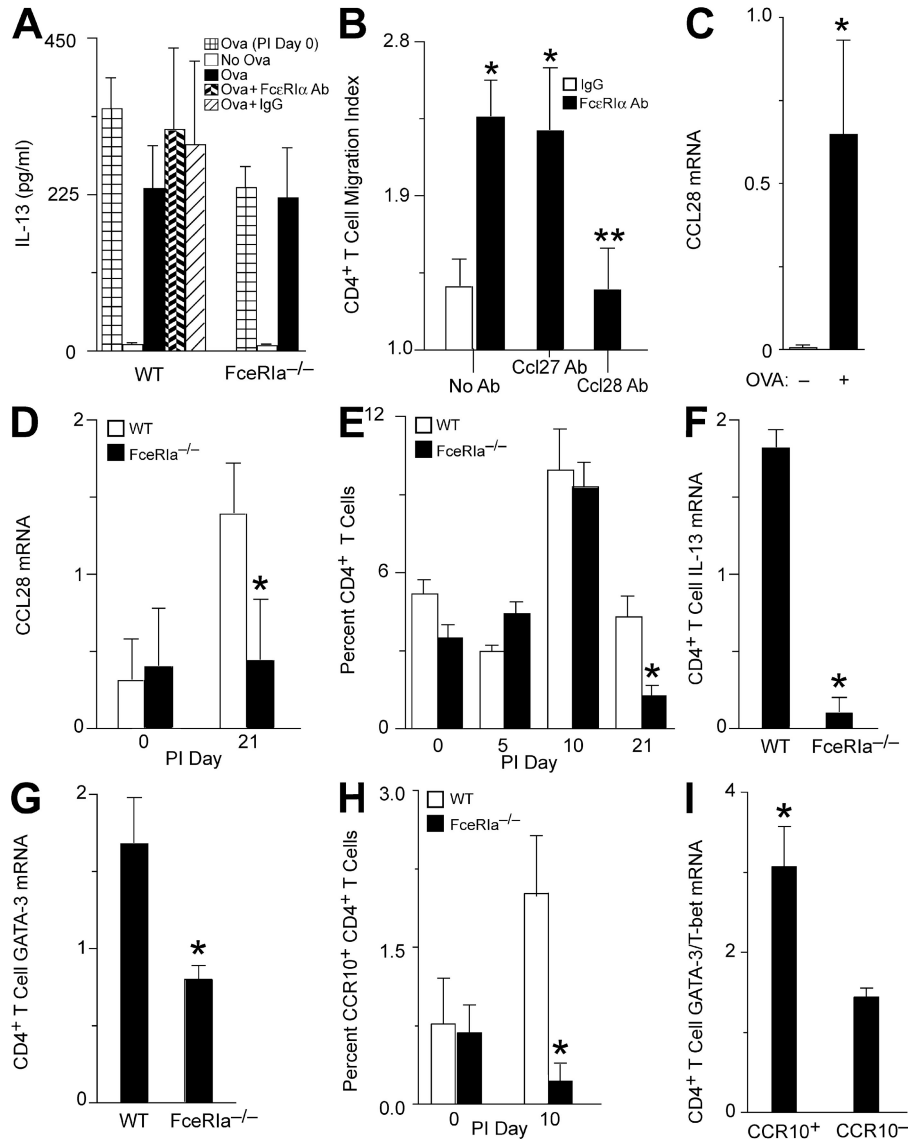 A
450
225
0
IL-13 (pg/ml)
Ova (PI Day 0)
No Ova
Ova
Ova+FcεRIα Ab
Ova+IgG
WT
FceRIa–/–
B
2.8
1.9
1.0
CD4+ T Cell Migration Index
IgG
FcεRIα Ab
*
*
**
No Ab
Ccl27 Ab
Ccl28 Ab
C
1.0
0.5
0
CCL28 mRNA
*
OVA: – +
D
2
1
0
CCL28 mRNA
WT
FceRIa–/–
*
0
21
PI Day
E
12
6
0
Percent CD4+ T Cells
WT
FceRIa–/–
*
0
5
10
21
PI Day
F
2
1
0
CD4+ T Cell IL-13 mRNA
*
WT
FceRIa–/–
G
2
1
0
CD4+ T Cell GATA-3 mRNA
*
WT
FceRIa–/–
H
3.0
1.5
0.0
Percent CCR10+ CD4+ T Cells
WT
FceRIa–/–
*
0
10
PI Day
I
4
2
0
CD4+ T Cell GATA-3/T-bet mRNA
*
CCR10+
CCR10–